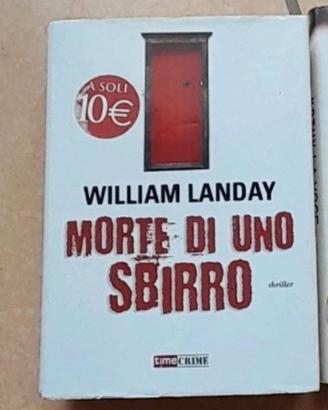 A SOLI
10€
WILLIAM LANDAY
MORTE DI UNO
SBIRRO
thriller
timeCRIME